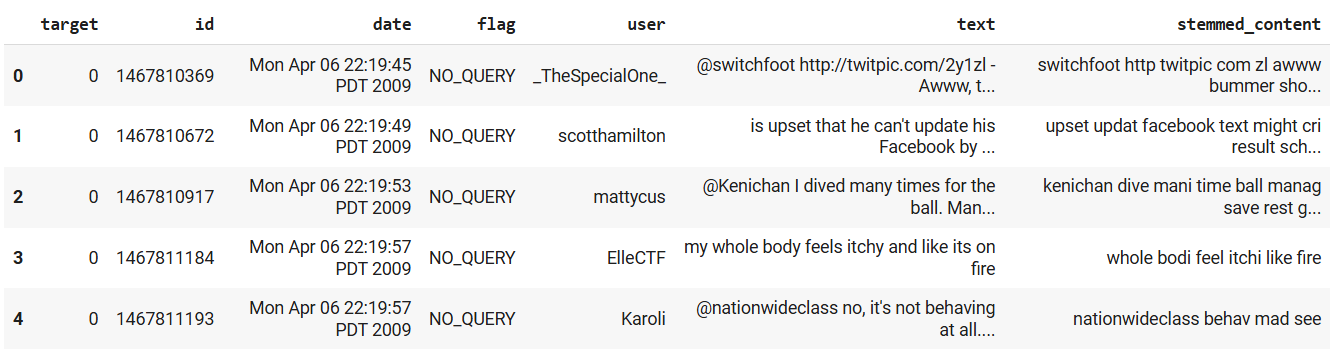 target id date flag user text stemmed_content
0 0 1467810369 Mon Apr 06 22:19:45 PDT 2009 NO_QUERY _TheSpecialOne_ @switchfoot http://twitpic.com/2y1zl - Awww, t... switchfoot http twitpic com zl awww bummer sho...
1 0 1467810672 Mon Apr 06 22:19:49 PDT 2009 NO_QUERY scotthamilton is upset that he can't update his Facebook by ... upset updat facebook text might cri result sch...
2 0 1467810917 Mon Apr 06 22:19:53 PDT 2009 NO_QUERY mattycus @Kenichan I dived many times for the ball. Man... kenichan dive mani time ball manag save rest g...
3 0 1467811184 Mon Apr 06 22:19:57 PDT 2009 NO_QUERY ElleCTF my whole body feels itchy and like its on fire whole bodi feel itchi like fire
4 0 1467811193 Mon Apr 06 22:19:57 PDT 2009 NO_QUERY Karoli @nationwideclass no, it's not behaving at all.... nationwideclass behav mad see